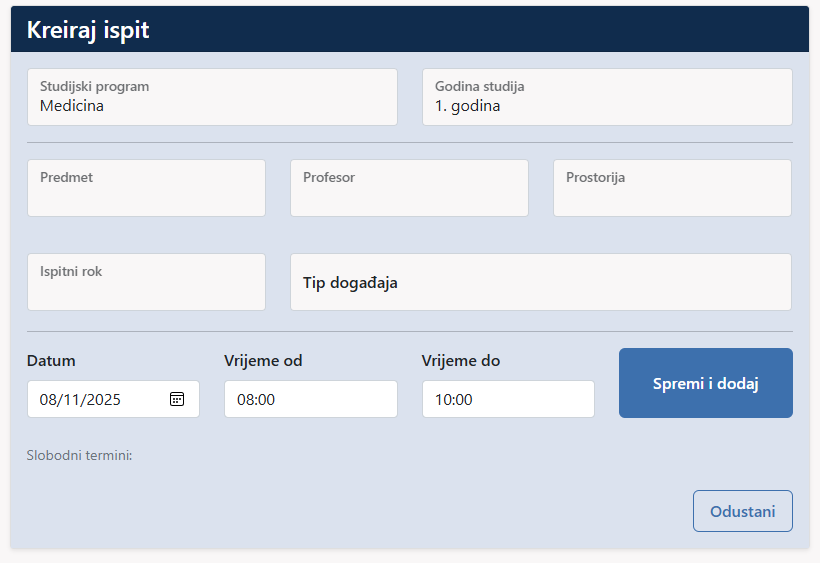 Kreiraj ispit
Studijski program
Medicina
Godina studija
1. godina
Predmet
Profesor
Prostorija
Ispitni rok
Tip događaja
Datum
Vrijeme od
Vrijeme do
08/11/2025
08:00
10:00
Spremi i dodaj
Slobodni termini:
Odustani